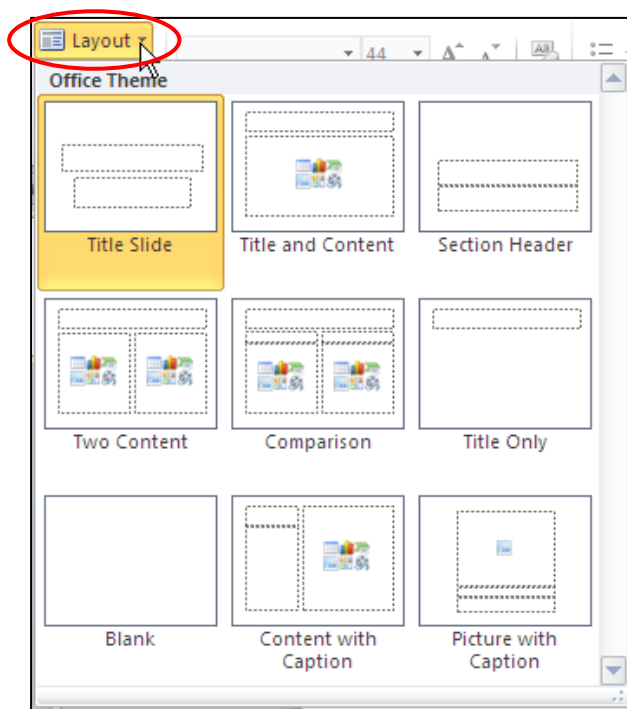 Layout
44
Office Theme
Title Slide
Title and Content
Section Header
Two Content
Comparison
Title Only
Blank
Content with
Caption
Picture with
Caption